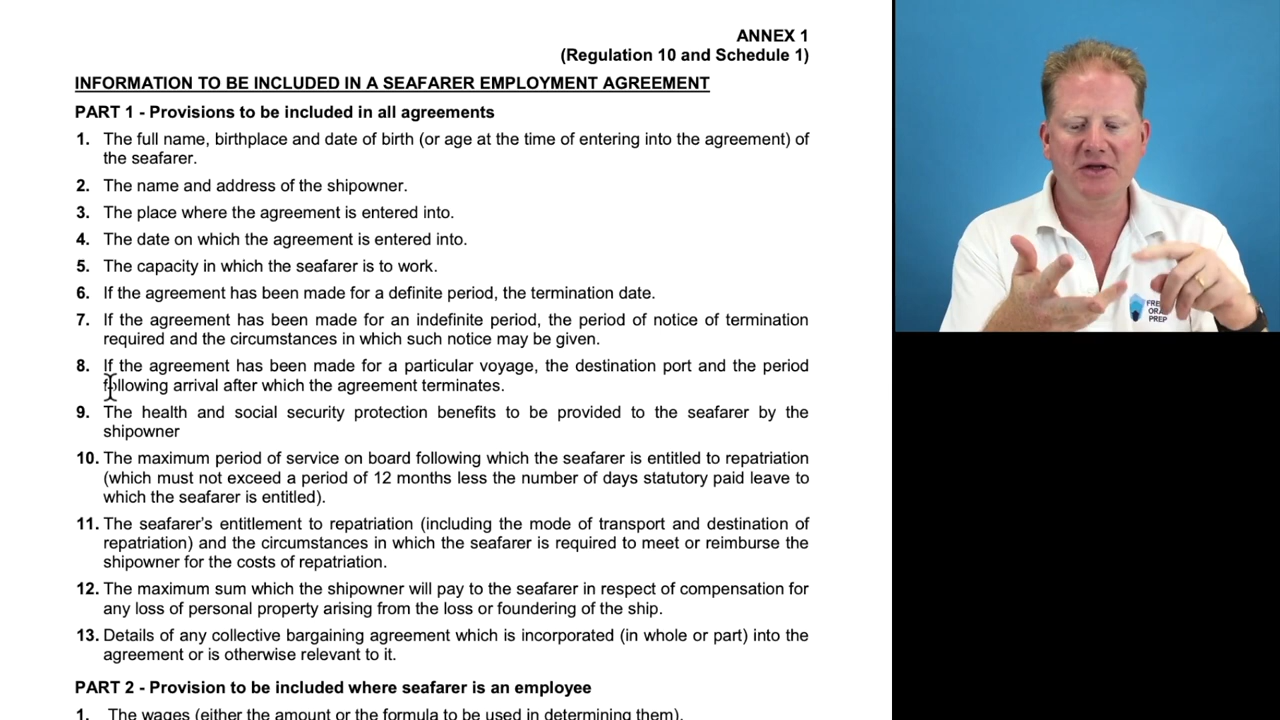 ANNEX 1
(Regulation 10 and Schedule 1)
INFORMATION TO BE INCLUDED IN A SEAFARER EMPLOYMENT AGREEMENT
PART 1 - Provisions to be included in all agreements
1. The full name, birthplace and date of birth (or age at the time of entering into the agreement) of
the seafarer.
2. The name and address of the shipowner.
3. The place where the agreement is entered into.
4. The date on which the agreement is entered into.
5. The capacity in which the seafarer is to work.
6. If the agreement has been made for a definite period, the termination date.
7. If the agreement has been made for an indefinite period, the period of notice of termination
required and the circumstances in which such notice may be given.
8. If the agreement has been made for a particular voyage, the destination port and the period
following arrival after which the agreement terminates.
9. The health and social security protection benefits to be provided to the seafarer by the
shipowner
10. The maximum period of service on board following which the seafarer is entitled to repatriation
(which must not exceed a period of 12 months less the number of days statutory paid leave to
which the seafarer is entitled).
11. The seafarer's entitlement to repatriation (including the mode of transport and destination of
repatriation) and the circumstances in which the seafarer is required to meet or reimburse the
shipowner for the costs of repatriation.
12. The maximum sum which the shipowner will pay to the seafarer in respect of compensation for
any loss of personal property arising from the loss or foundering of the ship.
13. Details of any collective bargaining agreement which is incorporated (in whole or part) into the
agreement or is otherwise relevant to it.
PART 2 - Provision to be included where seafarer is an employee
1. The wages (either the amount or the formula to be used in determining them).
PREP